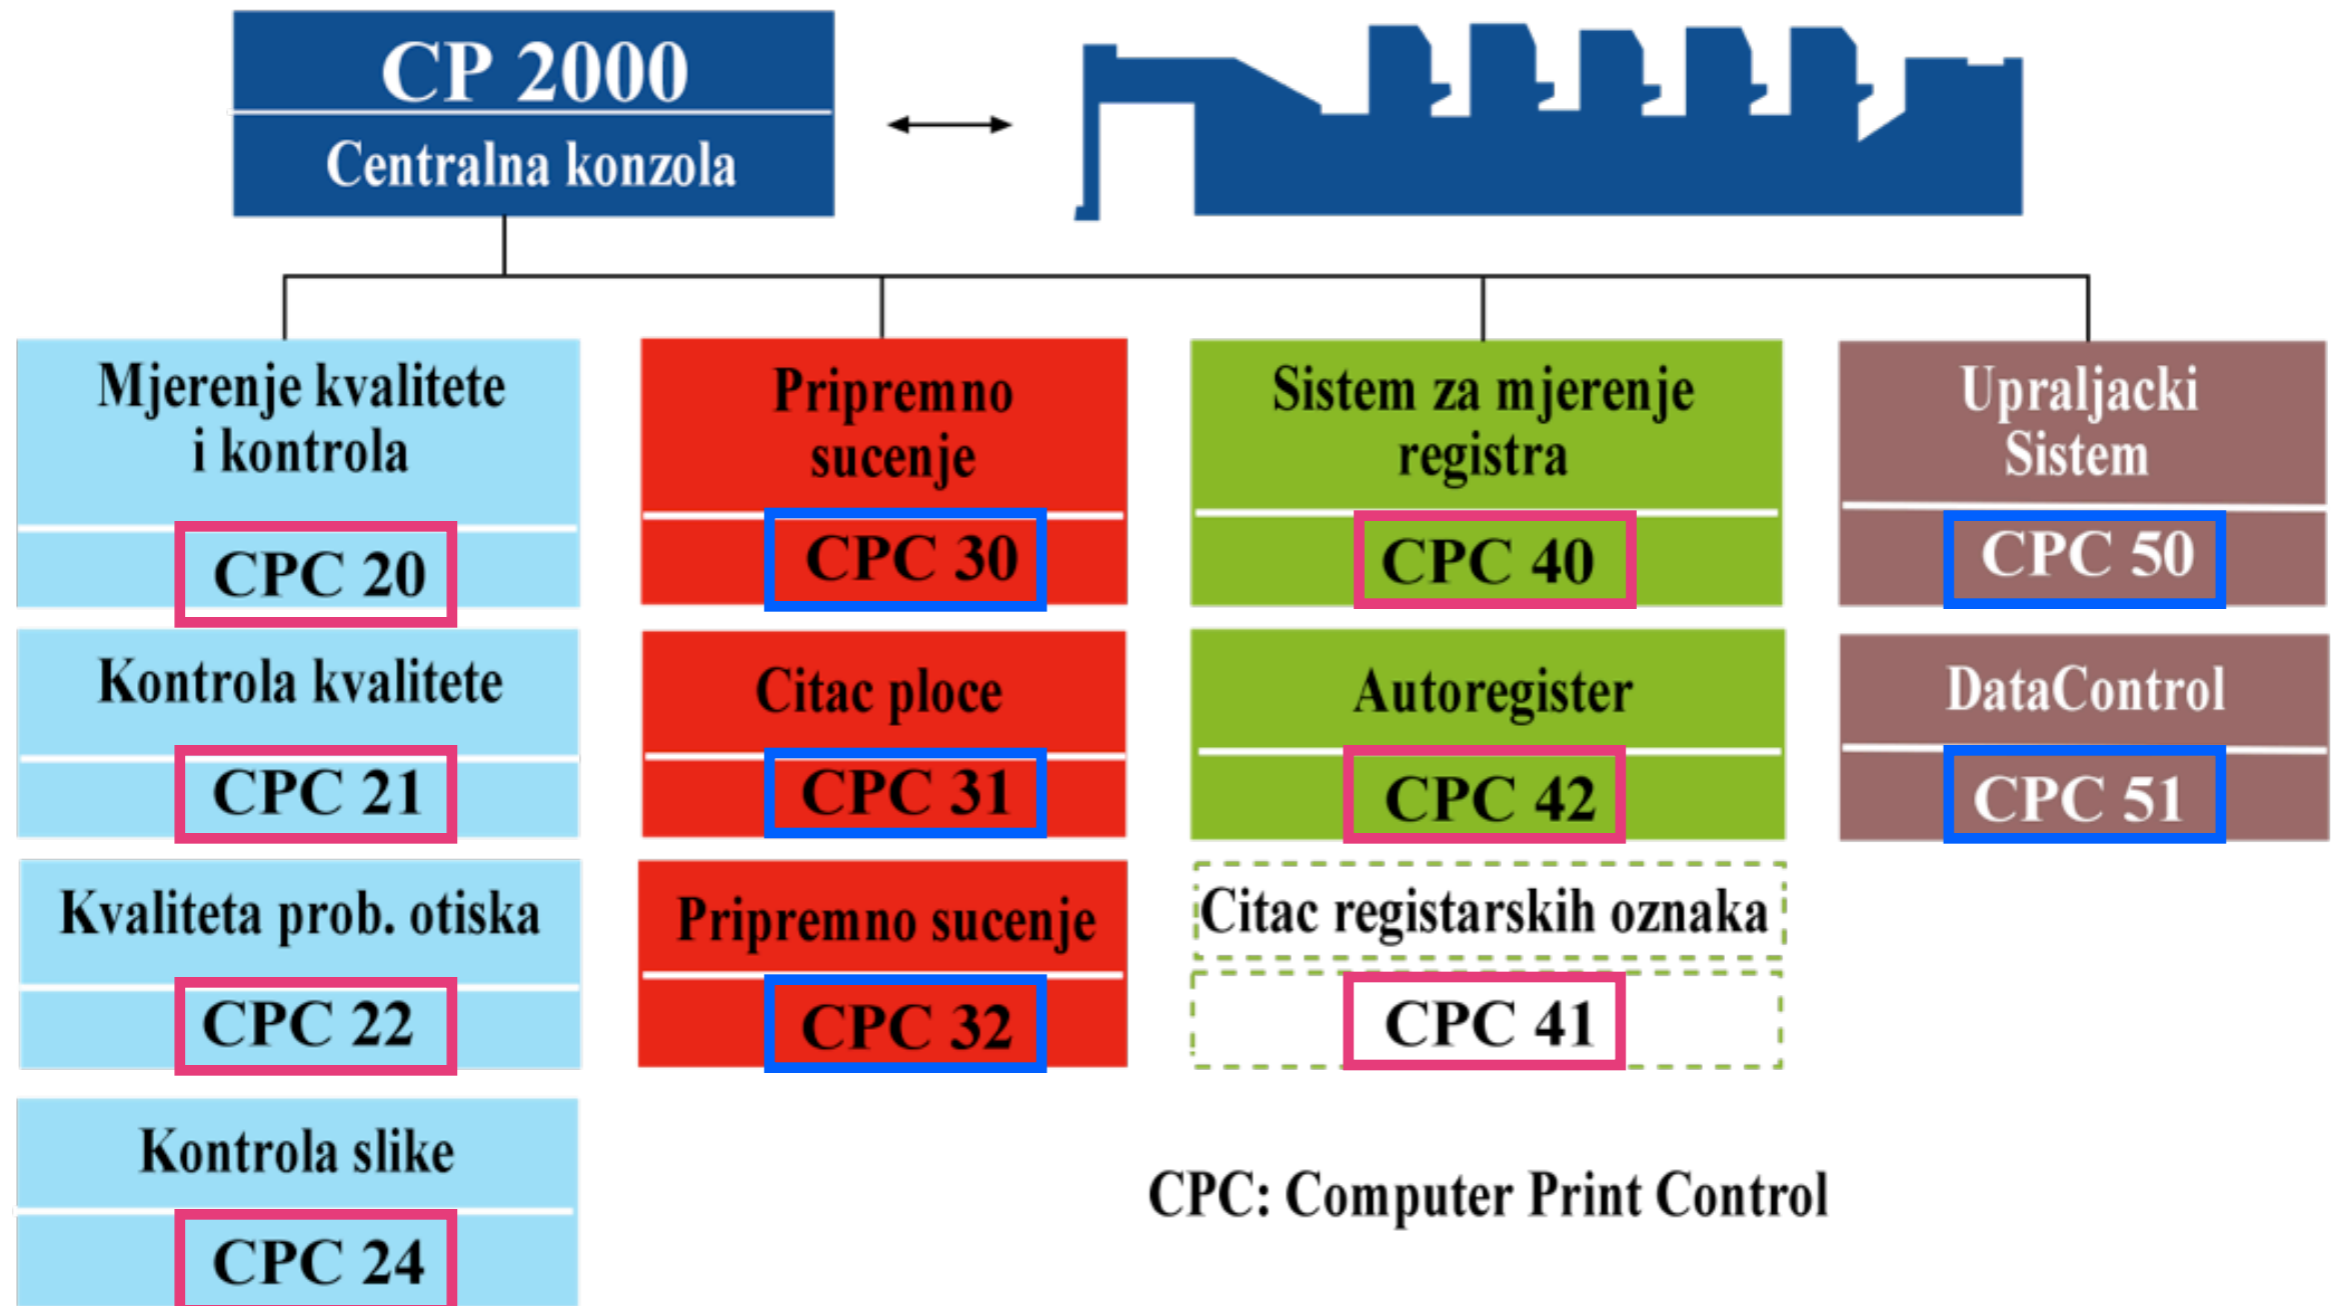 CP 2000
Centralna konzola
Mjerenje kvalitete
i kontrola
CPC 20
Kontrola kvalitete
CPC 21
Kvaliteta prob. otiska
CPC 22
Kontrola slike
CPC 24
Pripremno
sucenje
CPC 30
Citac ploce
CPC 31
Pripremno sucenje
CPC 32
Sistem za mjerenje
registra
CPC 40
Autoregister
CPC 42
Citac registarskih oznaka
CPC 41
Upraljacki
Sistem
CPC 50
DataControl
CPC 51
CPC: Computer Print Control